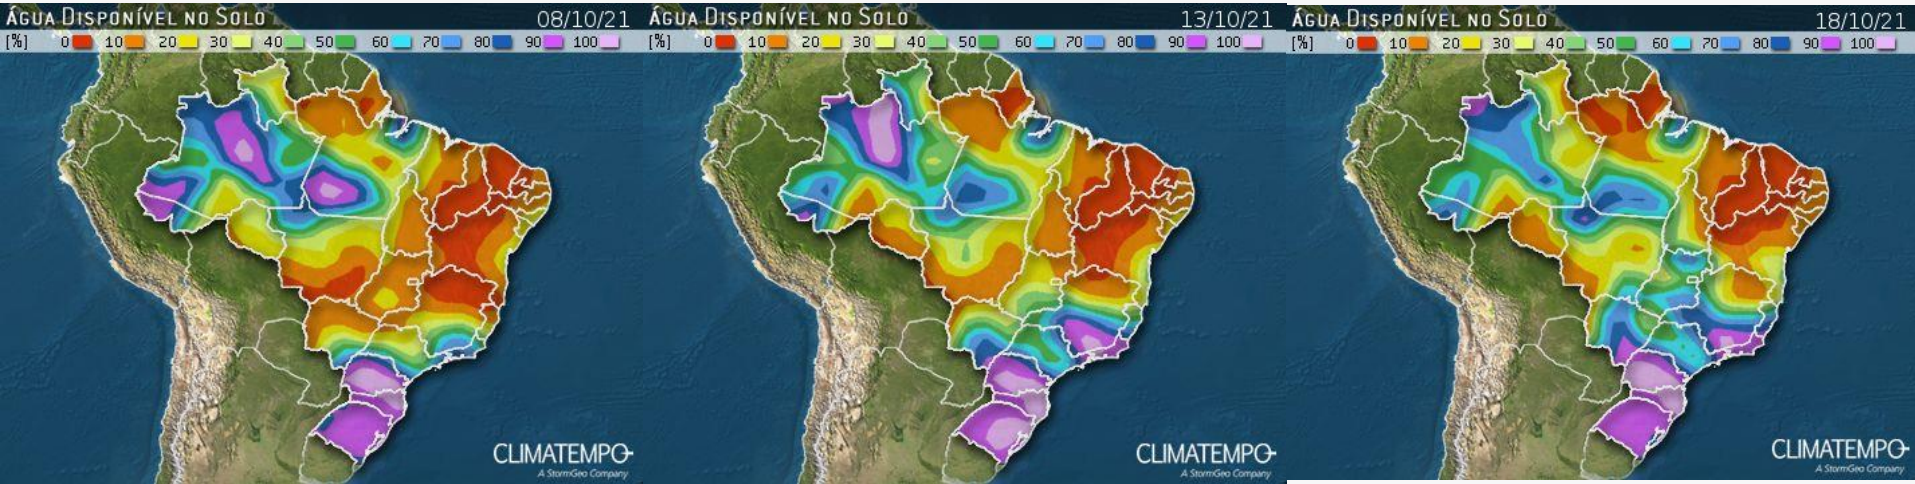 ÁGUA DISPONÍVEL NO SOLO 08/10/21
[%] 0 10 20 30 40 50 60 70 80 90 100
CLIMATEMPO
A StormGeo Company
ÁGUA DISPONÍVEL NO SOLO 13/10/21
[%] 0 10 20 30 40 50 60 70 80 90 100
CLIMATEMPO
A StormGeo Company
ÁGUA DISPONÍVEL NO SOLO 18/10/21
[%] 0 10 20 30 40 50 60 70 80 90 100
CLIMATEMPO
A StormGeo Company